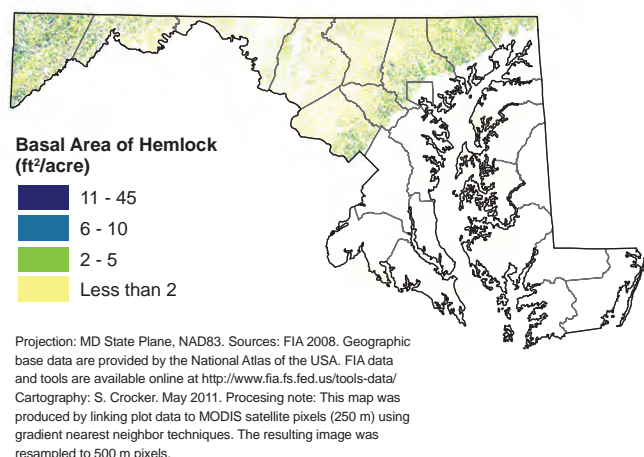 Basal Area of Hemlock
(ft²/acre)
11 - 45
6 - 10
2 - 5
Less than 2
Projection: MD State Plane, NAD83. Sources: FIA 2008. Geographic
base data are provided by the National Atlas of the USA. FIA data
and tools are available online at http://www.fia.fs.fed.us/tools-data/
Cartography: S. Crocker. May 2011. Procesing note: This map was
produced by linking plot data to MODIS satellite pixels (250 m) using
gradient nearest neighbor techniques. The resulting image was
resampled to 500 m pixels.